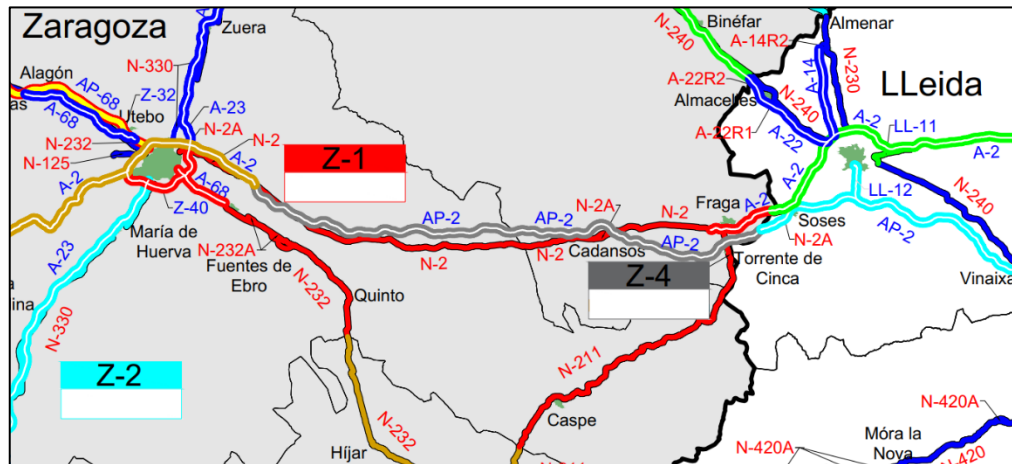 Zaragoza
Binéfar
Almenar
Zuera
A-14R2
N-240
N-330
N-230
A-14
LLeida
Alagón
AP-68
Z-32
A-22R2
Almacelles
N-240
A-68
Utebo
A-23
N-2A
N-2
A-2
LL-11
N-232
A-22R1
A-22
A-2
N-125
A-2
Z-1
A-2
A-68
A-2
LL-12
Z-40
N-2A
N-2
Fraga
A-2
AP-2
AP-2
Soses
N-240
María de
Huerva
AP-2
N-232A
N-2
N-2
Cadansos
AP-2
N-2A
A-23
Fuentes de
Ebro
Z-4
Torrente de
Cinca
Vinaixa
N-232
Quinto
N-330
N-211
Z-2
Caspe
N-420A
N-232
Híjar
N-420A
Móra la
Nova
N-420